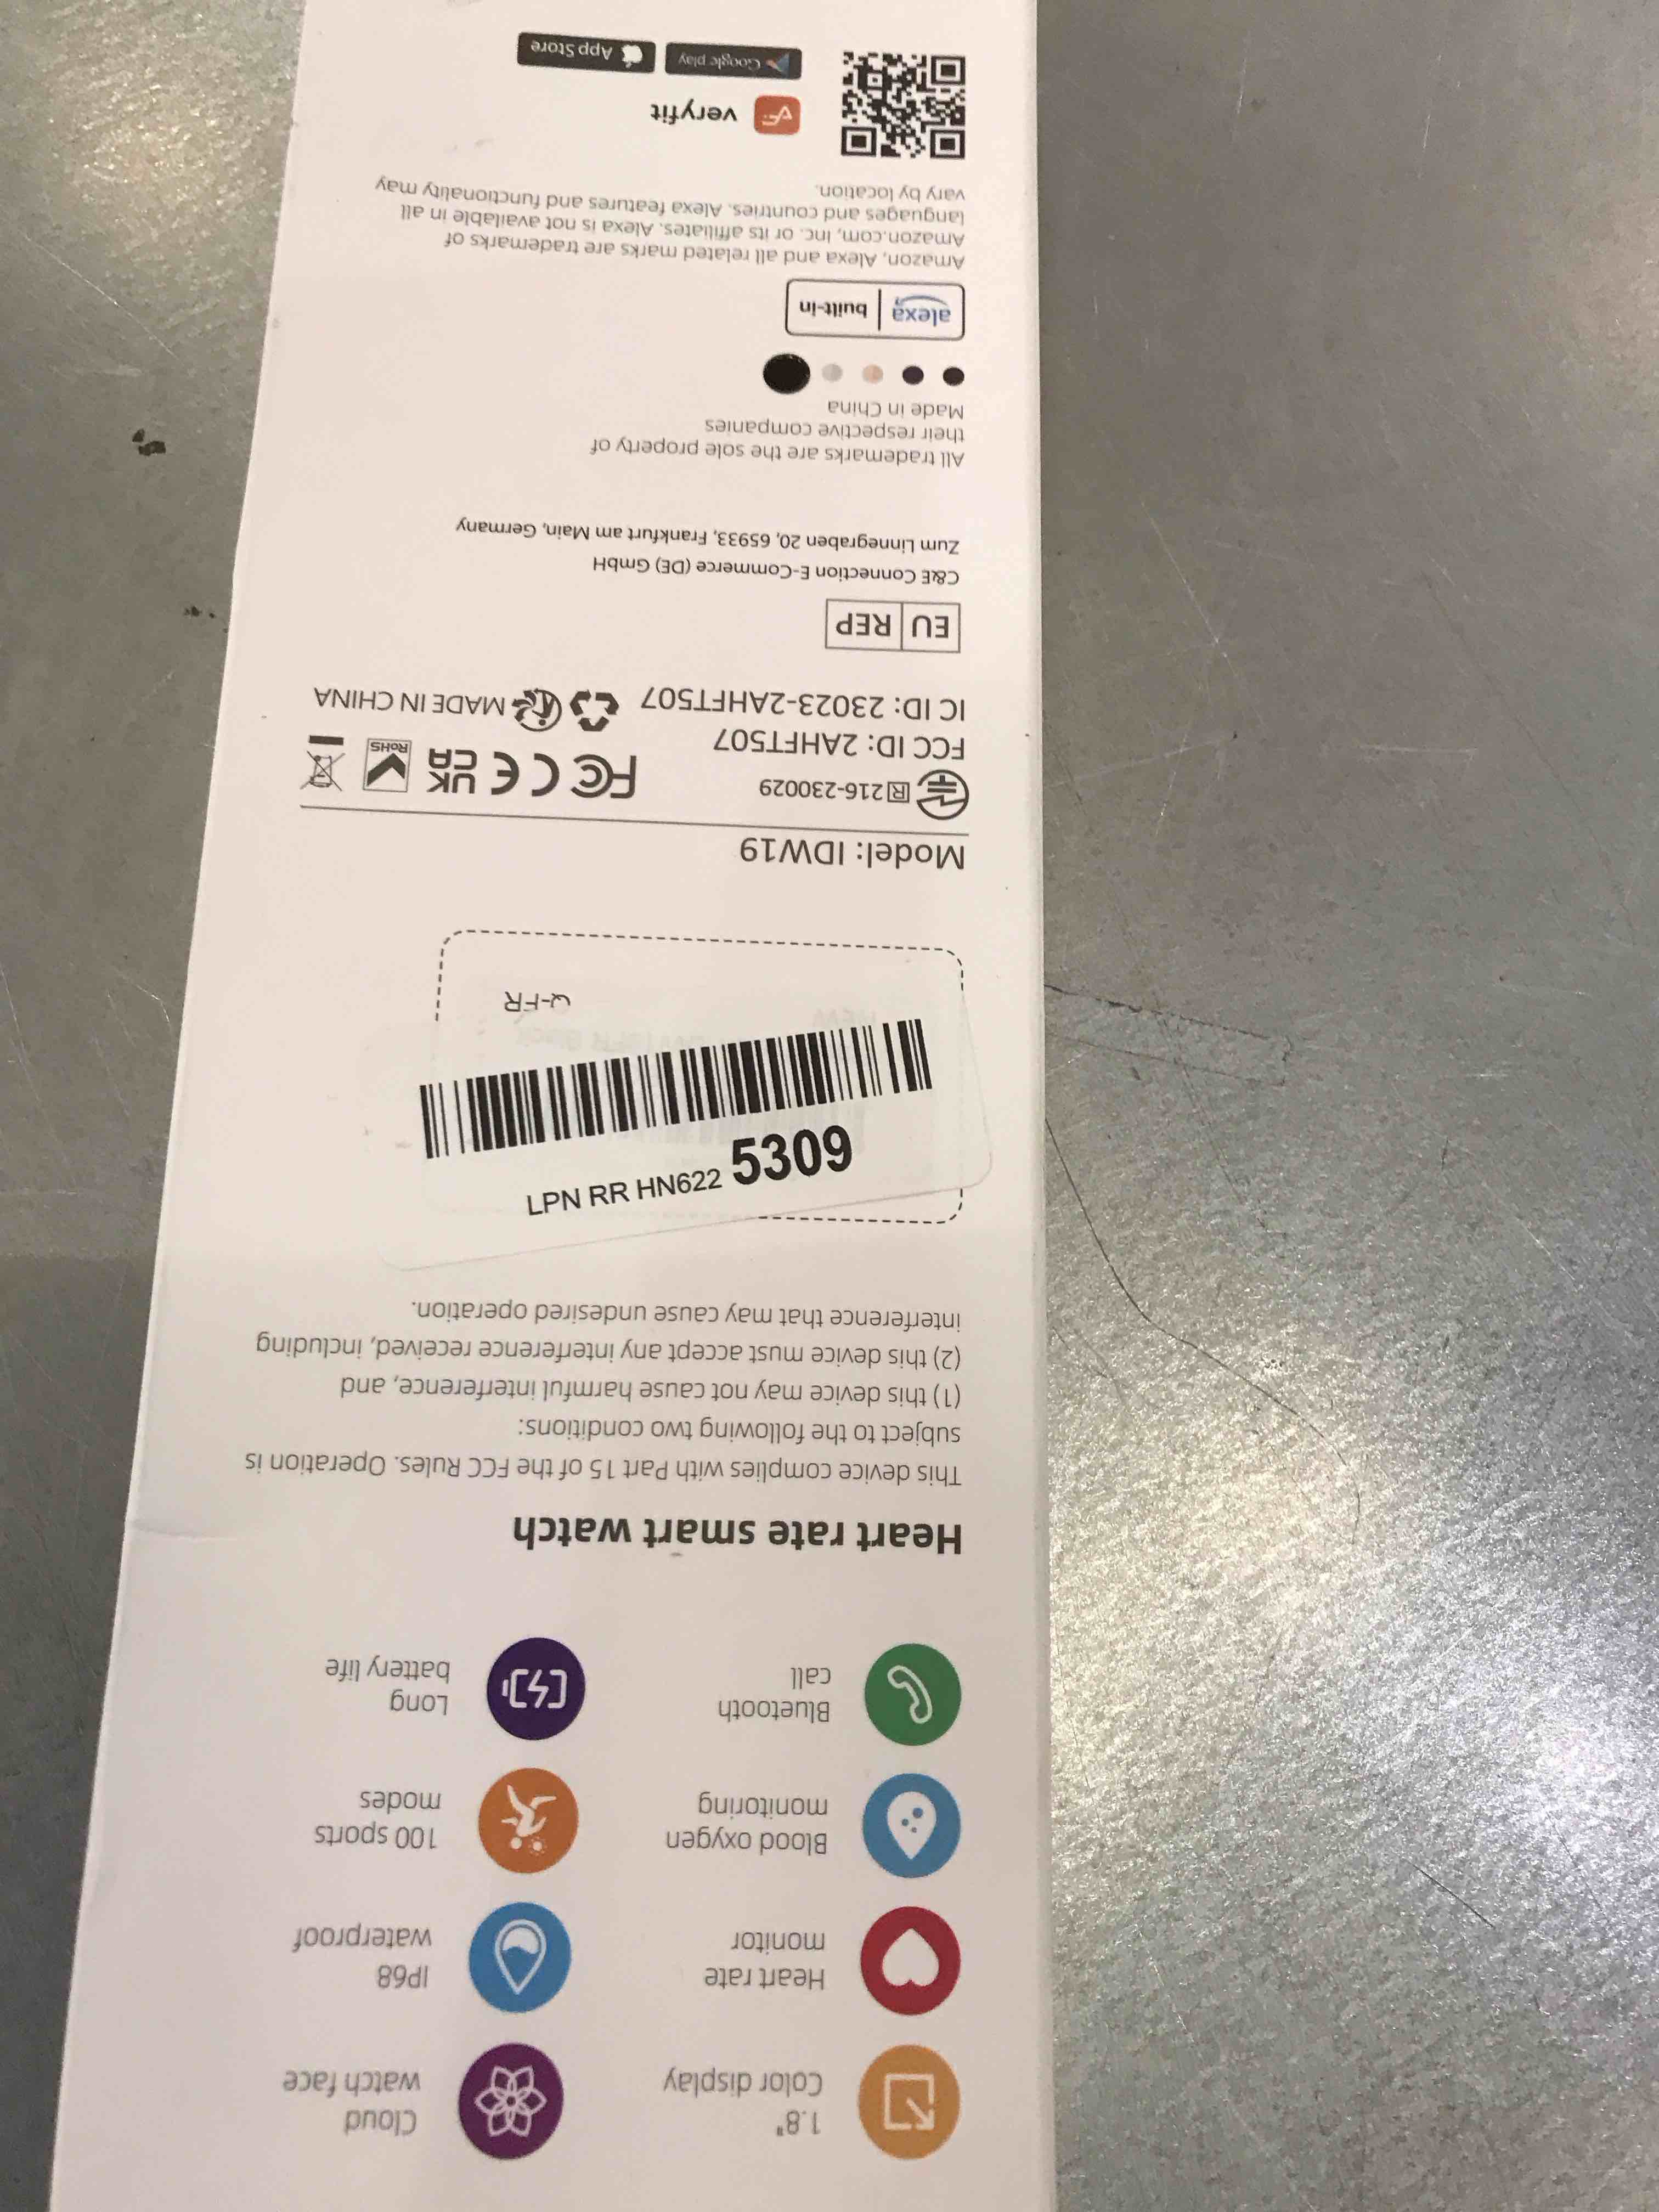 1.8"
Color display
Cloud
watch face
Heart rate
monitor
IP68
waterproof
Blood oxygen
monitoring
100 sports
modes
Bluetooth
call
Long
battery life
Heart rate smart watch
This device complies with Part 15 of the FCC Rules. Operation is
subject to the following two conditions:
(1) this device may not cause harmful interference, and
(2) this device must accept any interference received, including
interference that may cause undesired operation.
LPN RR HN622 5309
Q-FR
Model: IDW19
R 216-230029
FC CE UK CA RoHS
FCC ID: 2AHFT507
IC ID: 23023-2AHFT507 MADE IN CHINA
EU REP
C&E Connection E-Commerce (DE) GmbH
Zum Linnegraben 20, 65933, Frankfurt am Main, Germany
All trademarks are the sole property of
their respective companies
Made in China
alexa built-in
Amazon, Alexa and all related marks are trademarks of
Amazon.com, Inc. or its affiliates. Alexa is not available in all
languages and countries. Alexa features and functionality may
vary by location.
veryfit
Google play App Store